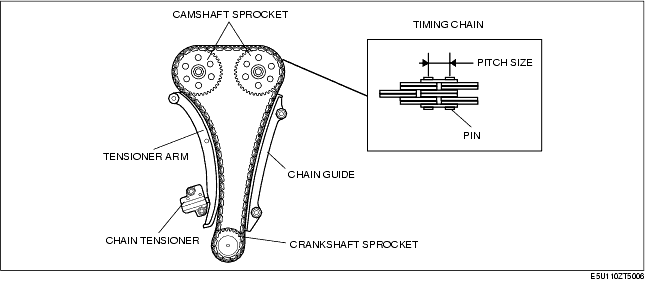 CAMSHAFT SPROCKET
TIMING CHAIN
PITCH SIZE
PIN
TENSIONER ARM
CHAIN GUIDE
CHAIN TENSIONER
CRANKSHAFT SPROCKET
E5U110ZT5006